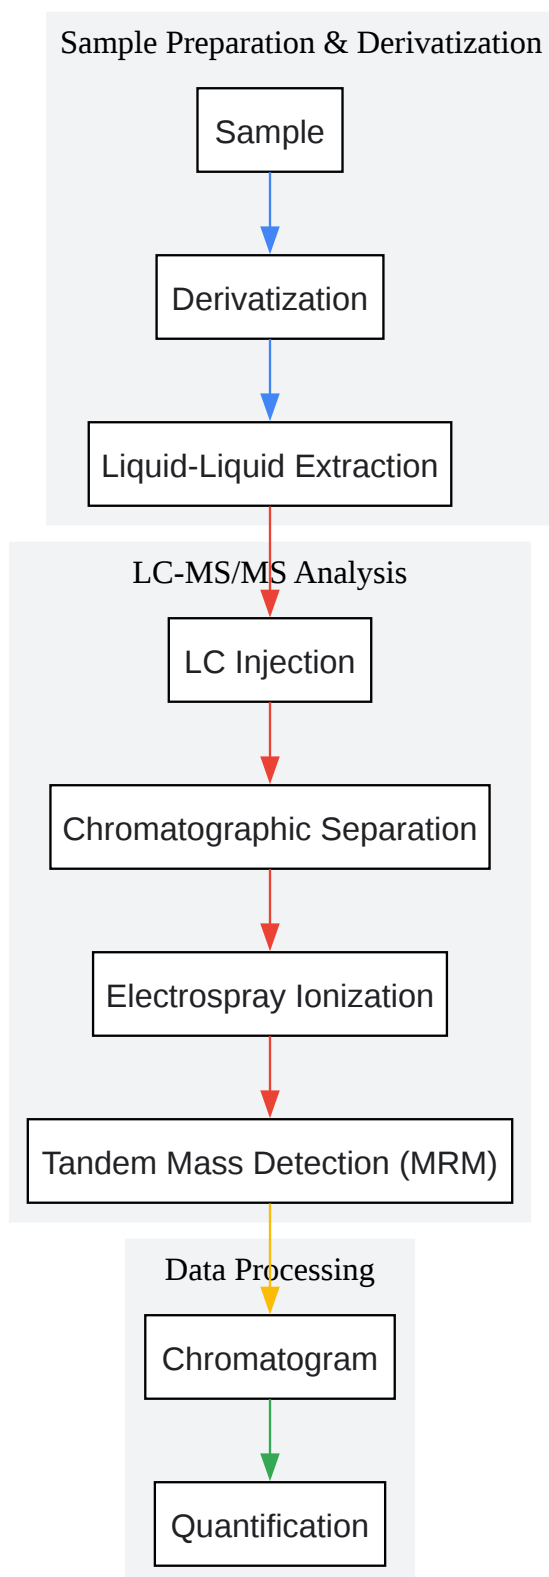 Sample Preparation & Derivatization
Sample
Derivatization
Liquid-Liquid Extraction
LC-MS/MS Analysis
LC Injection
Chromatographic Separation
Electrospray Ionization
Tandem Mass Detection (MRM)
Data Processing
Chromatogram
Quantification